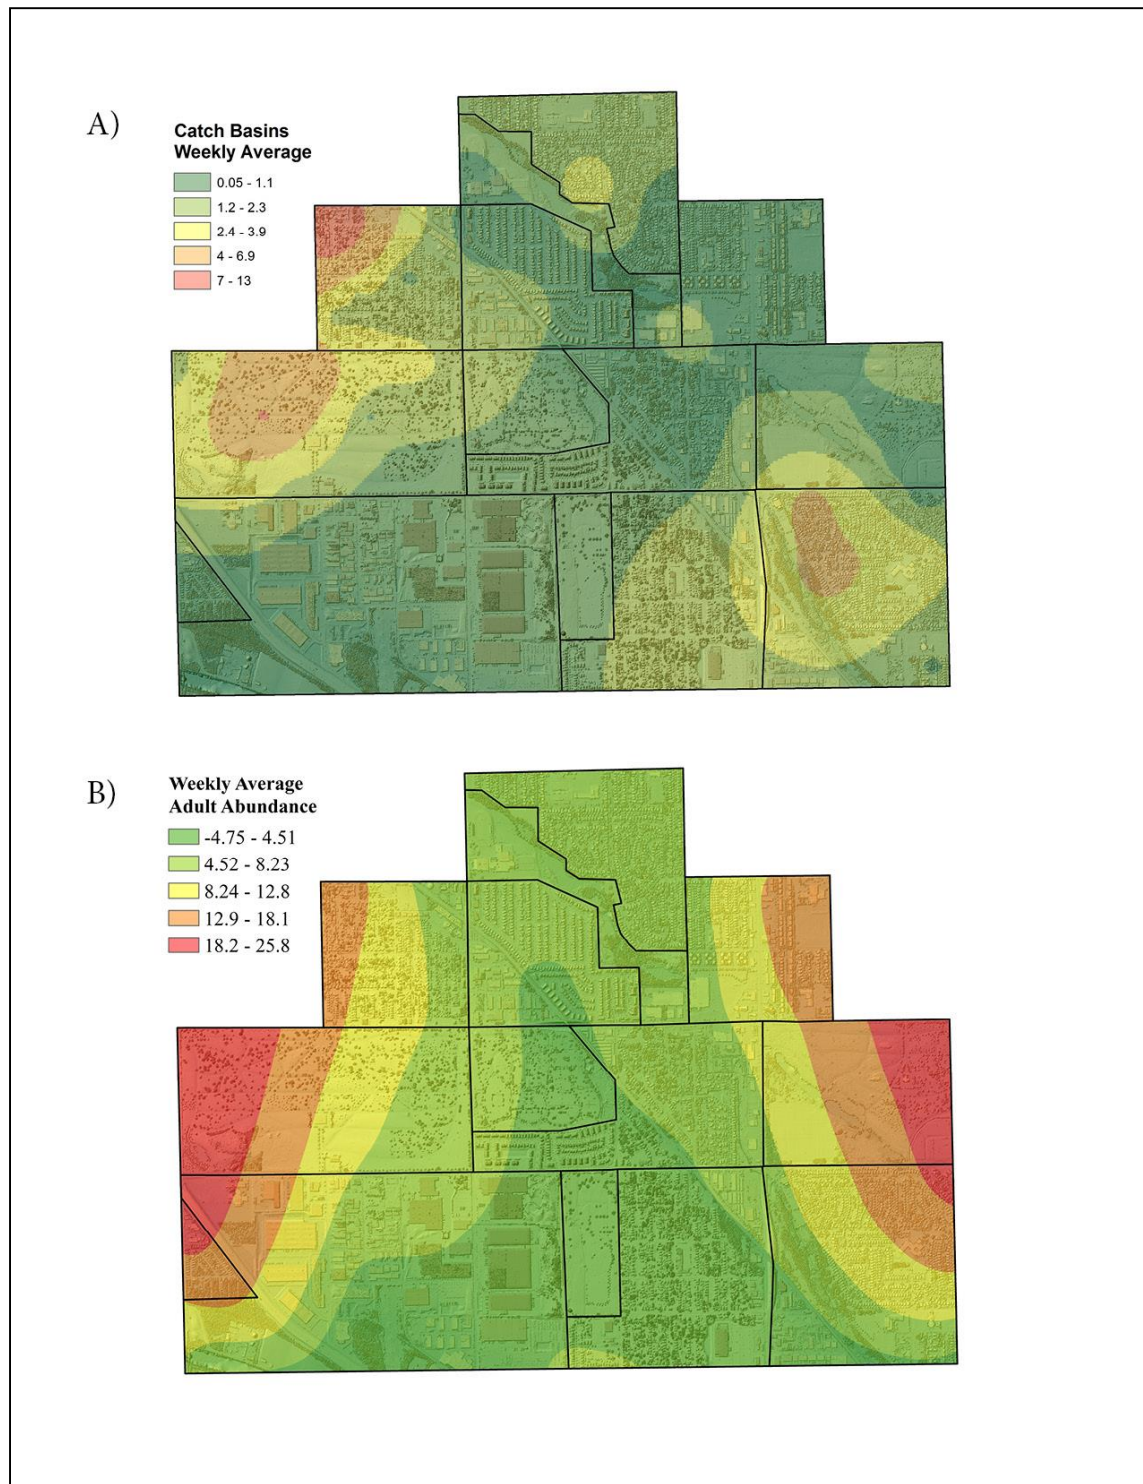 A)
Catch Basins
Weekly Average
0.05 - 1.1
1.2 - 2.3
2.4 - 3.9
4 - 6.9
7 - 13
B)
Weekly Average
Adult Abundance
-4.75 - 4.51
4.52 - 8.23
8.24 - 12.8
12.9 - 18.1
18.2 - 25.8